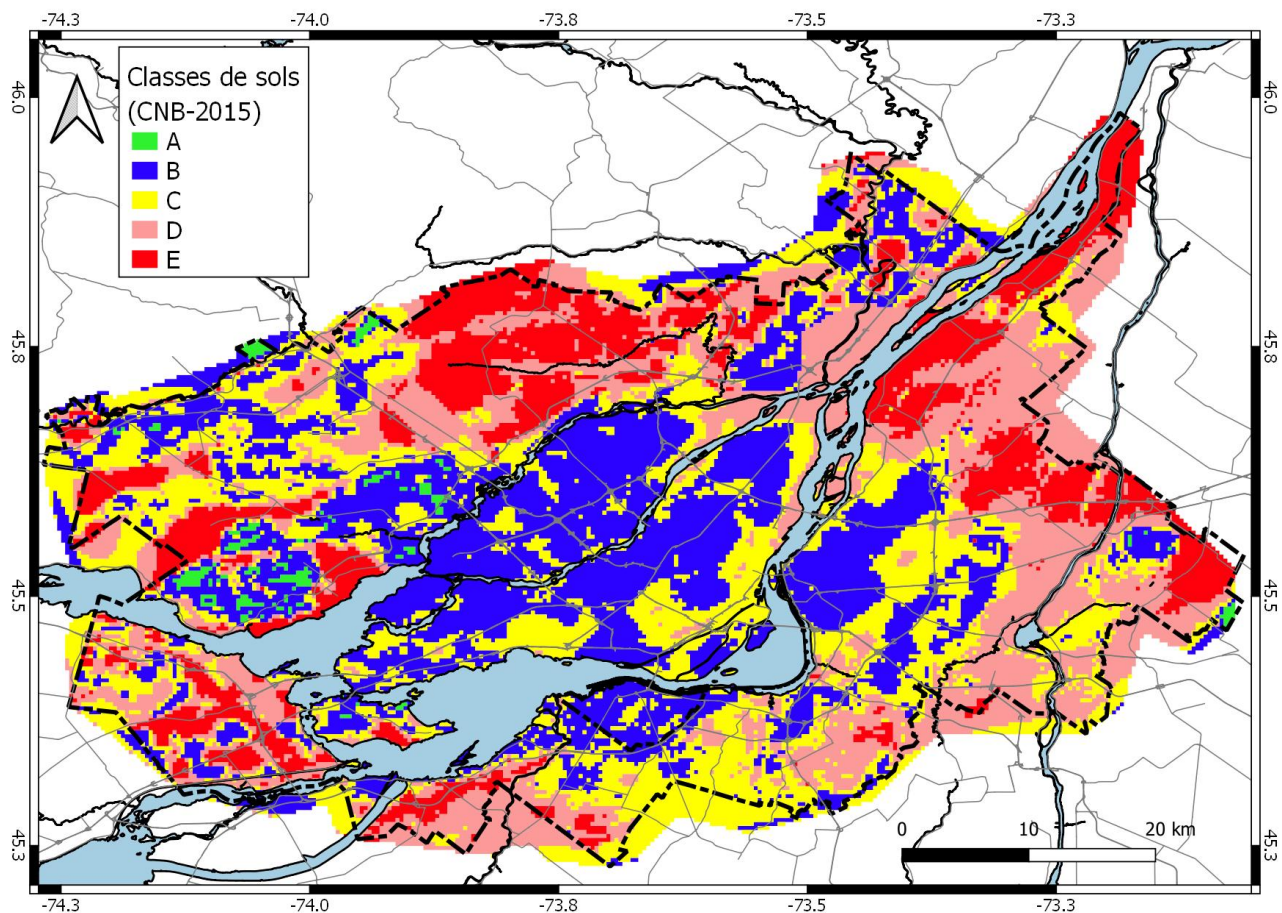 -74.3 -74.0 -73.8 -73.5 -73.3
46.0 46.0
Classes de sols
(CNB-2015)
A
B
C
D
E
45.8 45.8
45.5 45.5
0 10 20 km
45.3 45.3
-74.3 -74.0 -73.8 -73.5 -73.3